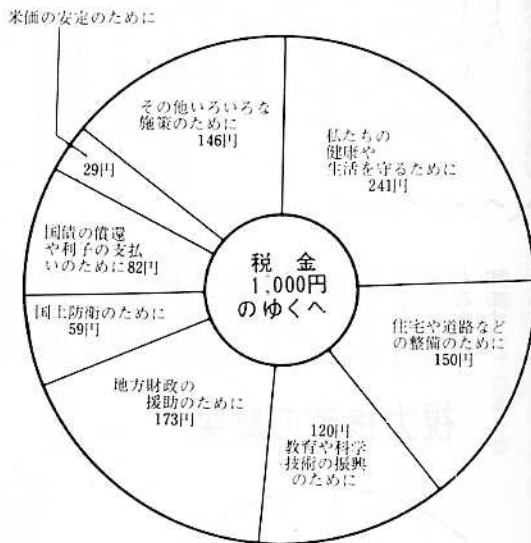 米価の安定のために
その他いろいろな
施策のために
146円
29円
私たちの
健康や
生活を守るために
241円
国債の償還
や利子の支払
いのために82円
税金
1,000円
のゆくへ
国土防衛のために
59円
住宅や道路など
の整備のために
150円
地方財政の
援助のために
173円
120円
教育や科学
技術の振興
のために